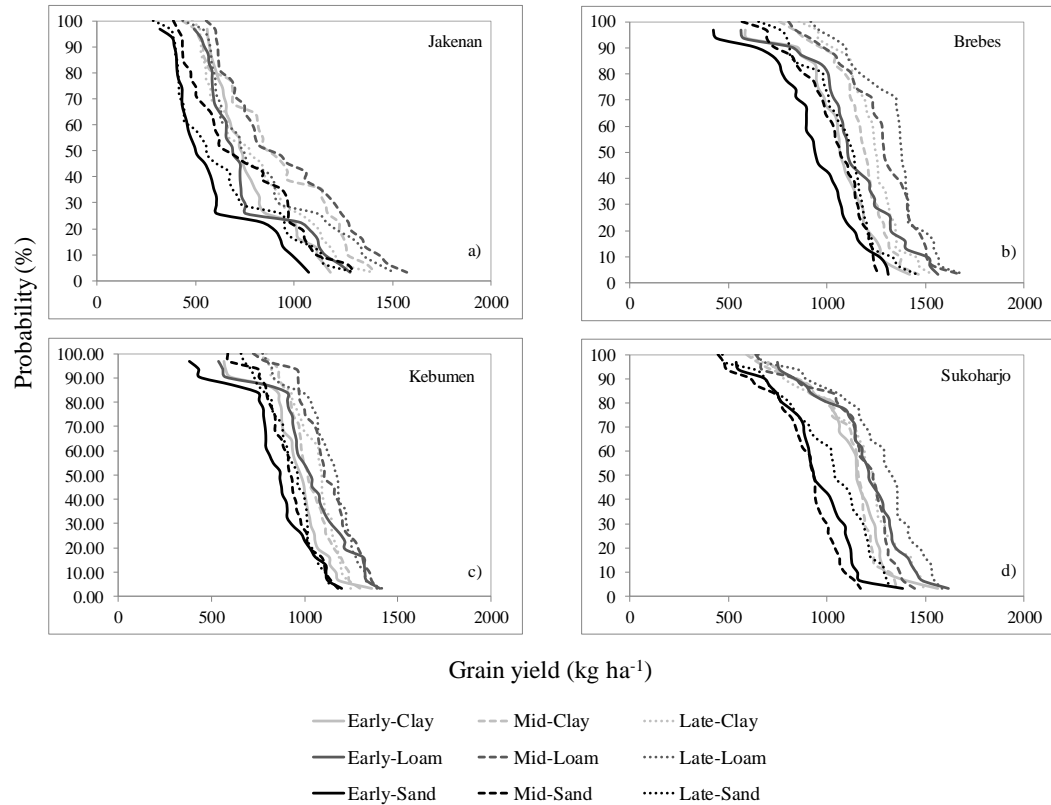 100
90
80
70
60
50
40
30
20
10
0
Jakenan
a)
0 500 1000 1500 2000
100
90
80
70
60
50
40
30
20
10
0
Brebes
b)
0 500 1000 1500 2000
Probability (%)
100.00
90.00
80.00
70.00
60.00
50.00
40.00
30.00
20.00
10.00
0.00
Kebumen
c)
0 500 1000 1500 2000
100
90
80
70
60
50
40
30
20
10
0
Sukoharjo
d)
0 500 1000 1500 2000
Grain yield (kg ha-1)
Early-Clay Mid-Clay Late-Clay
Early-Loam Mid-Loam Late-Loam
Early-Sand Mid-Sand Late-Sand